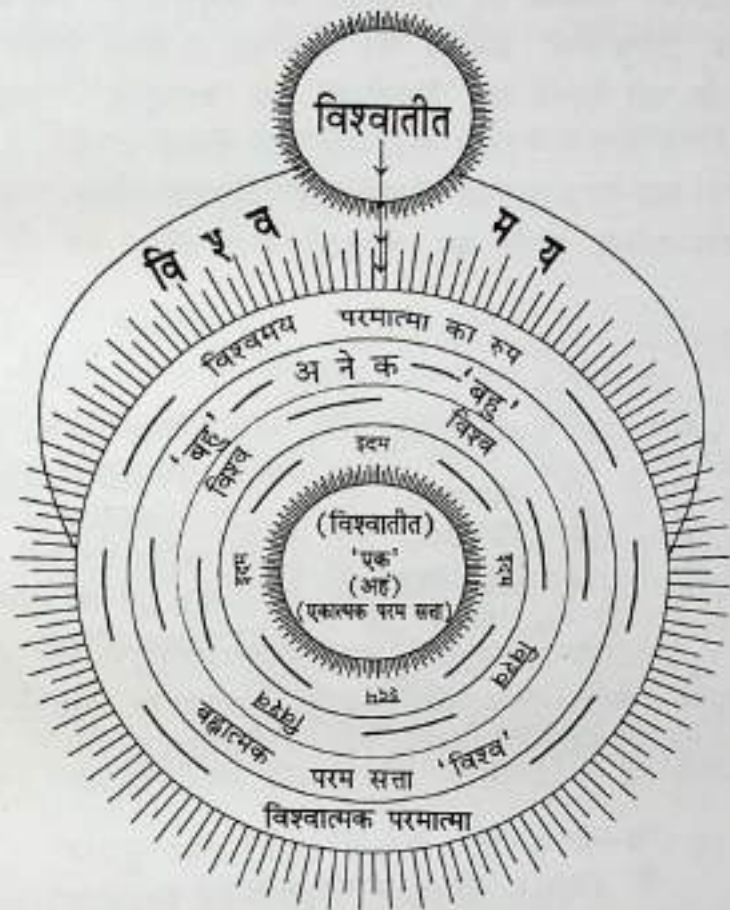 विश्वातीत
विश्व मय
विश्वमय परमात्मा का रुप
'बहु' अ ने क 'बहु'
विश्व विश्व
इदम
इदम इदम
(विश्वातीत)
'एक'
(अहं)
(एकात्मक परम सत्ता)
इदम
विश्व विश्व
बह्वात्मक परम सत्ता 'विश्व'
विश्वात्मक परमात्मा